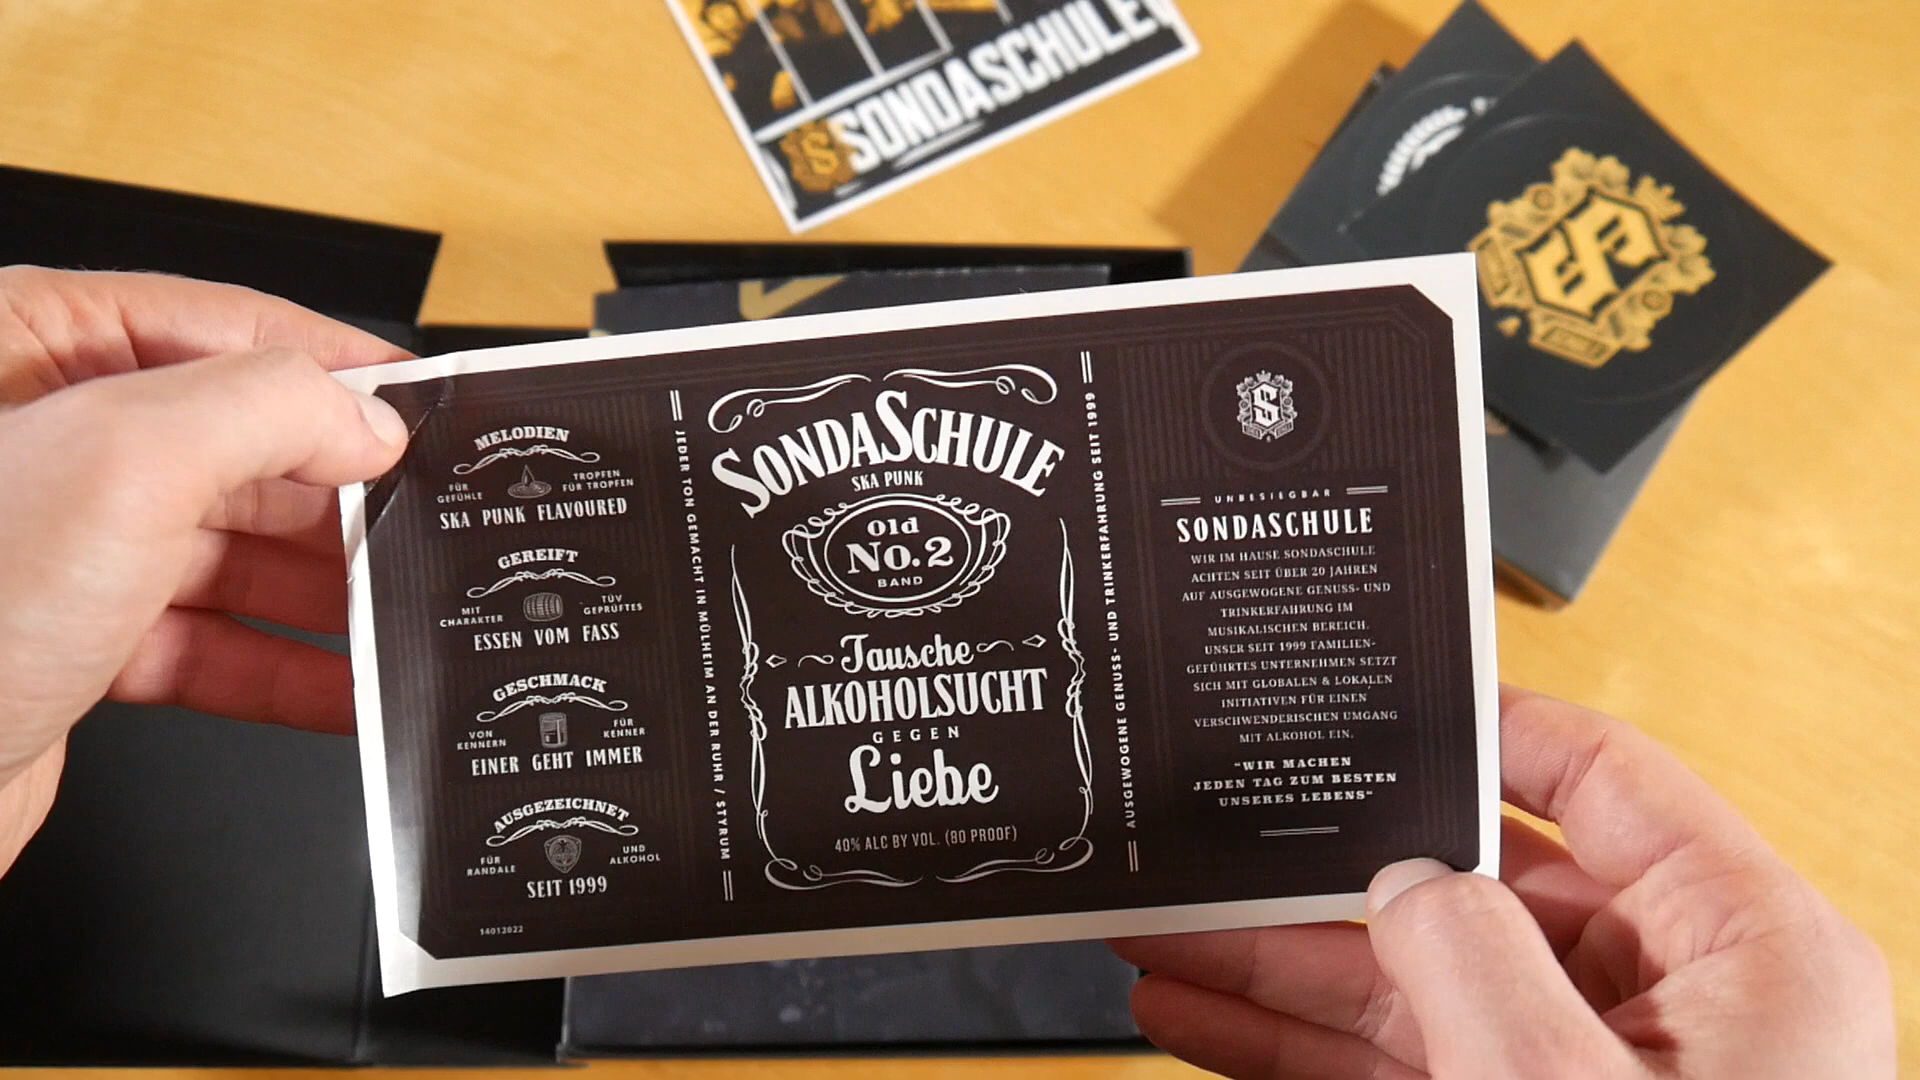 SONDASCHULE
S
S
MELODIEN
FÜR GEFÜHLE
TROPFEN FÜR TROPFEN
SKA PUNK FLAVOURED
GEREIFT
MIT CHARAKTER
TÜV GEPRÜFTES
ESSEN VOM FASS
GESCHMACK
VON KENNERN
FÜR KENNER
EINER GEHT IMMER
AUSGEZEICHNET
FÜR RANDALE
UND ALKOHOL
SEIT 1999
14012022
JEDER TON GEMACHT IN MÜLHEIM AN DER RUHR / STYRUM
SONDASCHULE
SKA PUNK
Old
No.2
BAND
Tausche
ALKOHOLSUCHT
GEGEN
Liebe
40% ALC BY VOL. (80 PROOF)
AUSGEWOGENE GENUSS- UND TRINKERFAHRUNG SEIT 1999
S
UNBESIEGBAR
SONDASCHULE
WIR IM HAUSE SONDASCHULE
ACHTEN SEIT ÜBER 20 JAHREN
AUF AUSGEWOGENE GENUSS- UND
TRINKERFAHRUNG IM
MUSIKALISCHEN BEREICH.
UNSER SEIT 1999 FAMILIEN-
GEFÜHRTES UNTERNEHMEN SETZT
SICH MIT GLOBALEN & LOKALEN
INITIATIVEN FÜR EINEN
VERSCHWENDERISCHEN UMGANG
MIT ALKOHOL EIN.
"WIR MACHEN
JEDEN TAG ZUM BESTEN
UNSERES LEBENS"